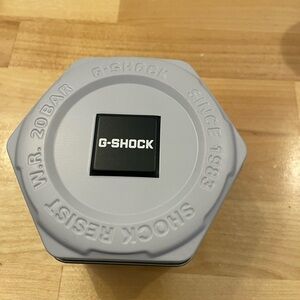 G-SHOCK
SINCE 1983
SHOCK RESIST
W.R. 20BAR
G-SHOCK